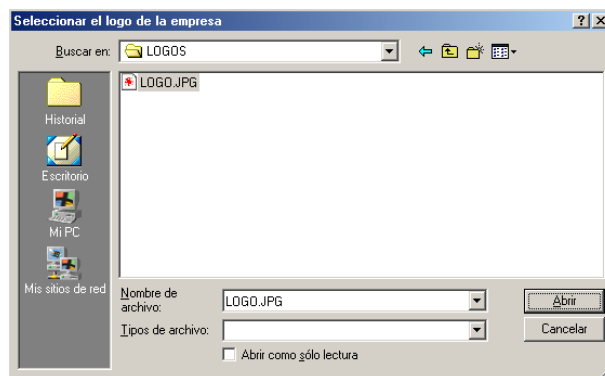 Seleccionar el logo de la empresa
Buscar en:
LOGOS
LOGO.JPG
Historial
Escritorio
Mi PC
Mis sitios de red
Nombre de
archivo:
LOGO.JPG
Abrir
Tipos de archivo:
Cancelar
Abrir como sólo lectura